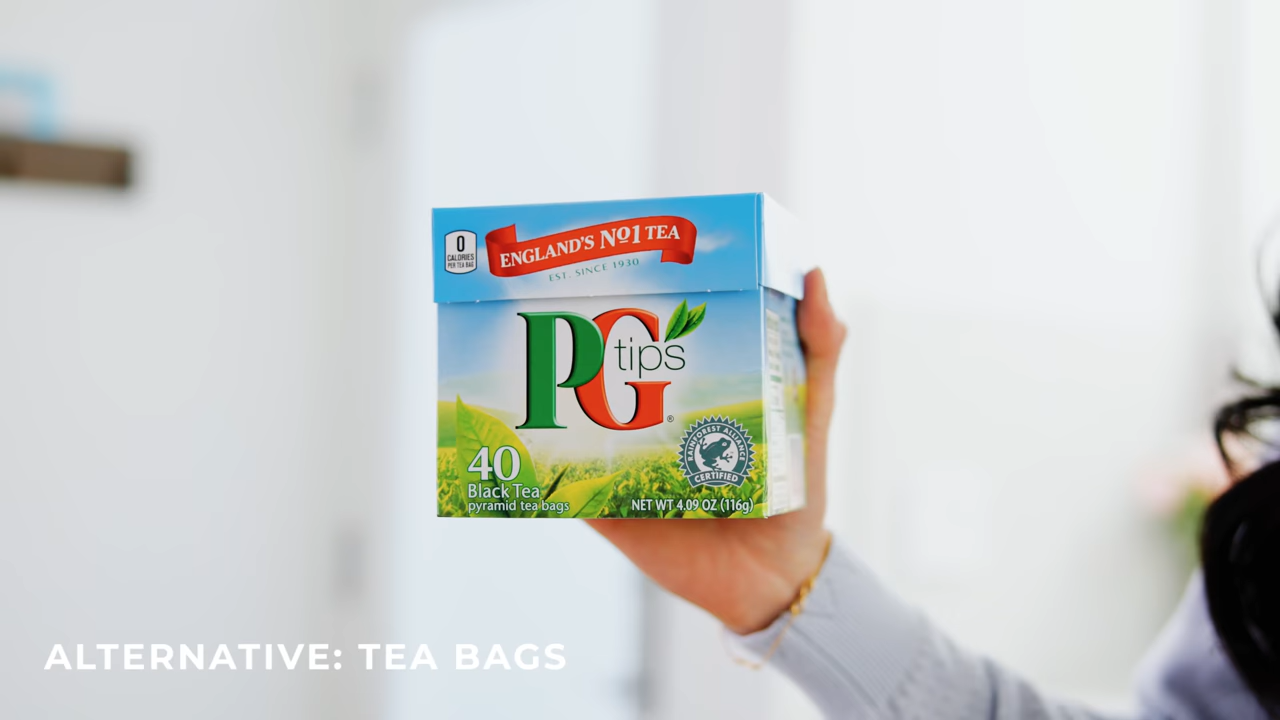 ENGLAND'S Nº1 TEA
EST. SINCE 1930
0
CALORIES
PER TEA BAG
PG
tips
®
RAINFOREST ALLIANCE
CERTIFIED
40
Black Tea
pyramid tea bags
NET WT 4.09 OZ (116g)
ALTERNATIVE: TEA BAGS